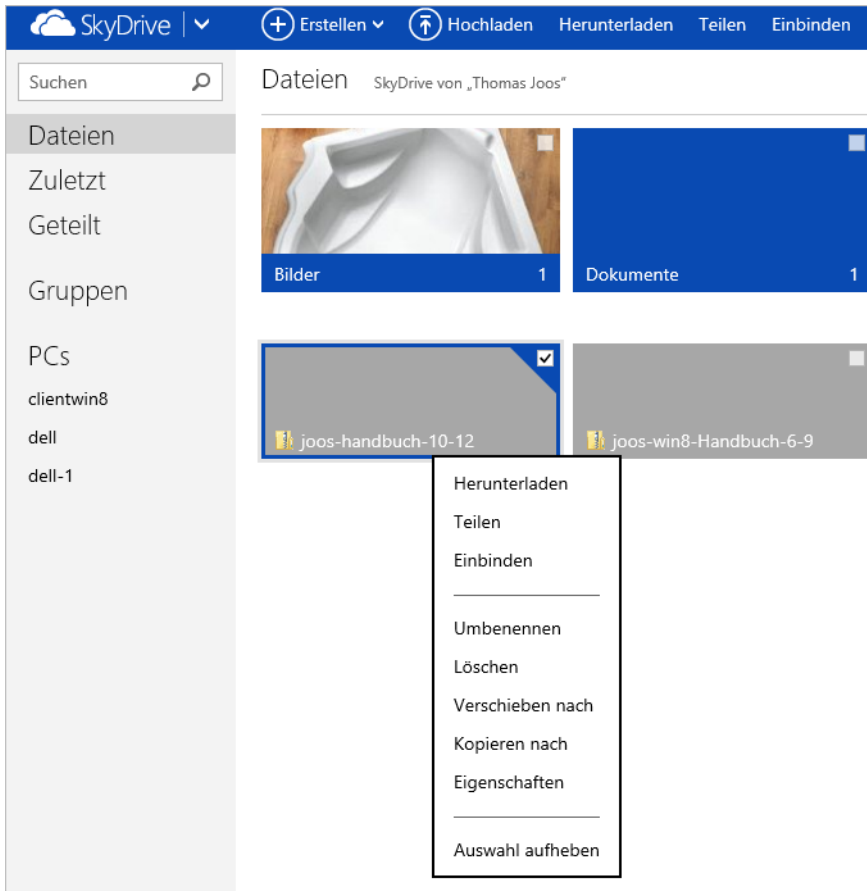 SkyDrive
Erstellen Hochladen Herunterladen Teilen Einbinden
Suchen
Dateien
Zuletzt
Geteilt
Gruppen
PCs
clientwin8
dell
dell-1
Dateien SkyDrive von „Thomas Joos“
Bilder 1
Dokumente 1
joos-handbuch-10-12
joos-win8-Handbuch-6-9
Herunterladen
Teilen
Einbinden
Umbenennen
Löschen
Verschieben nach
Kopieren nach
Eigenschaften
Auswahl aufheben